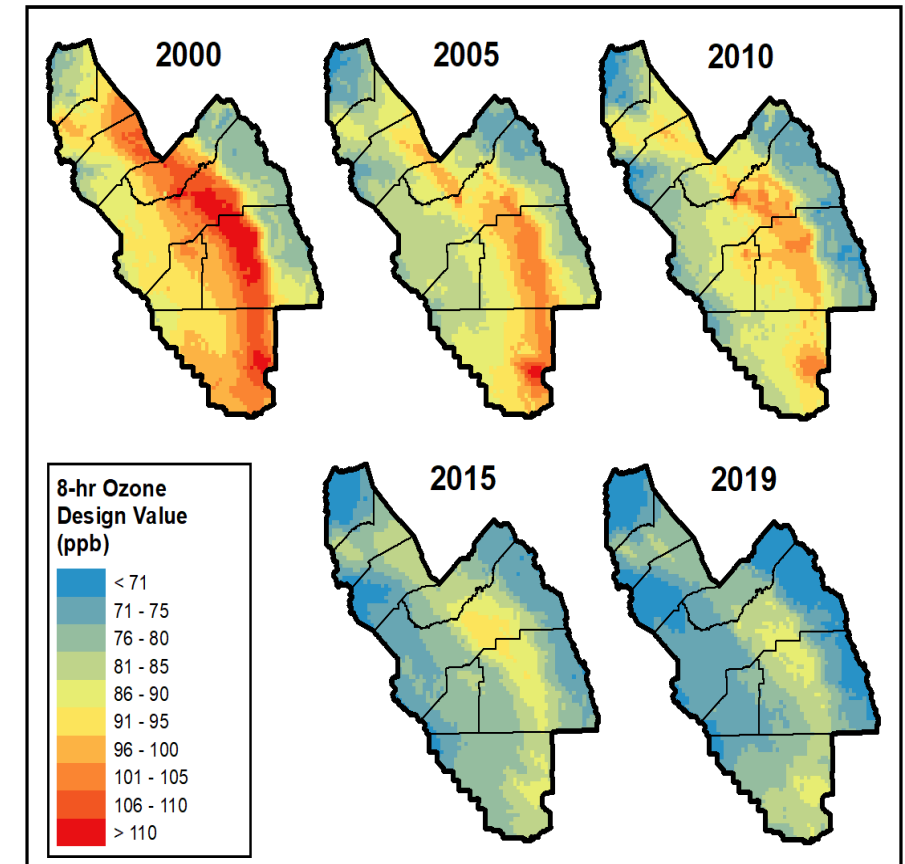 2000
2005
2010
2015
2019
8-hr Ozone
Design Value
(ppb)
< 71
71 - 75
76 - 80
81 - 85
86 - 90
91 - 95
96 - 100
101 - 105
106 - 110
> 110